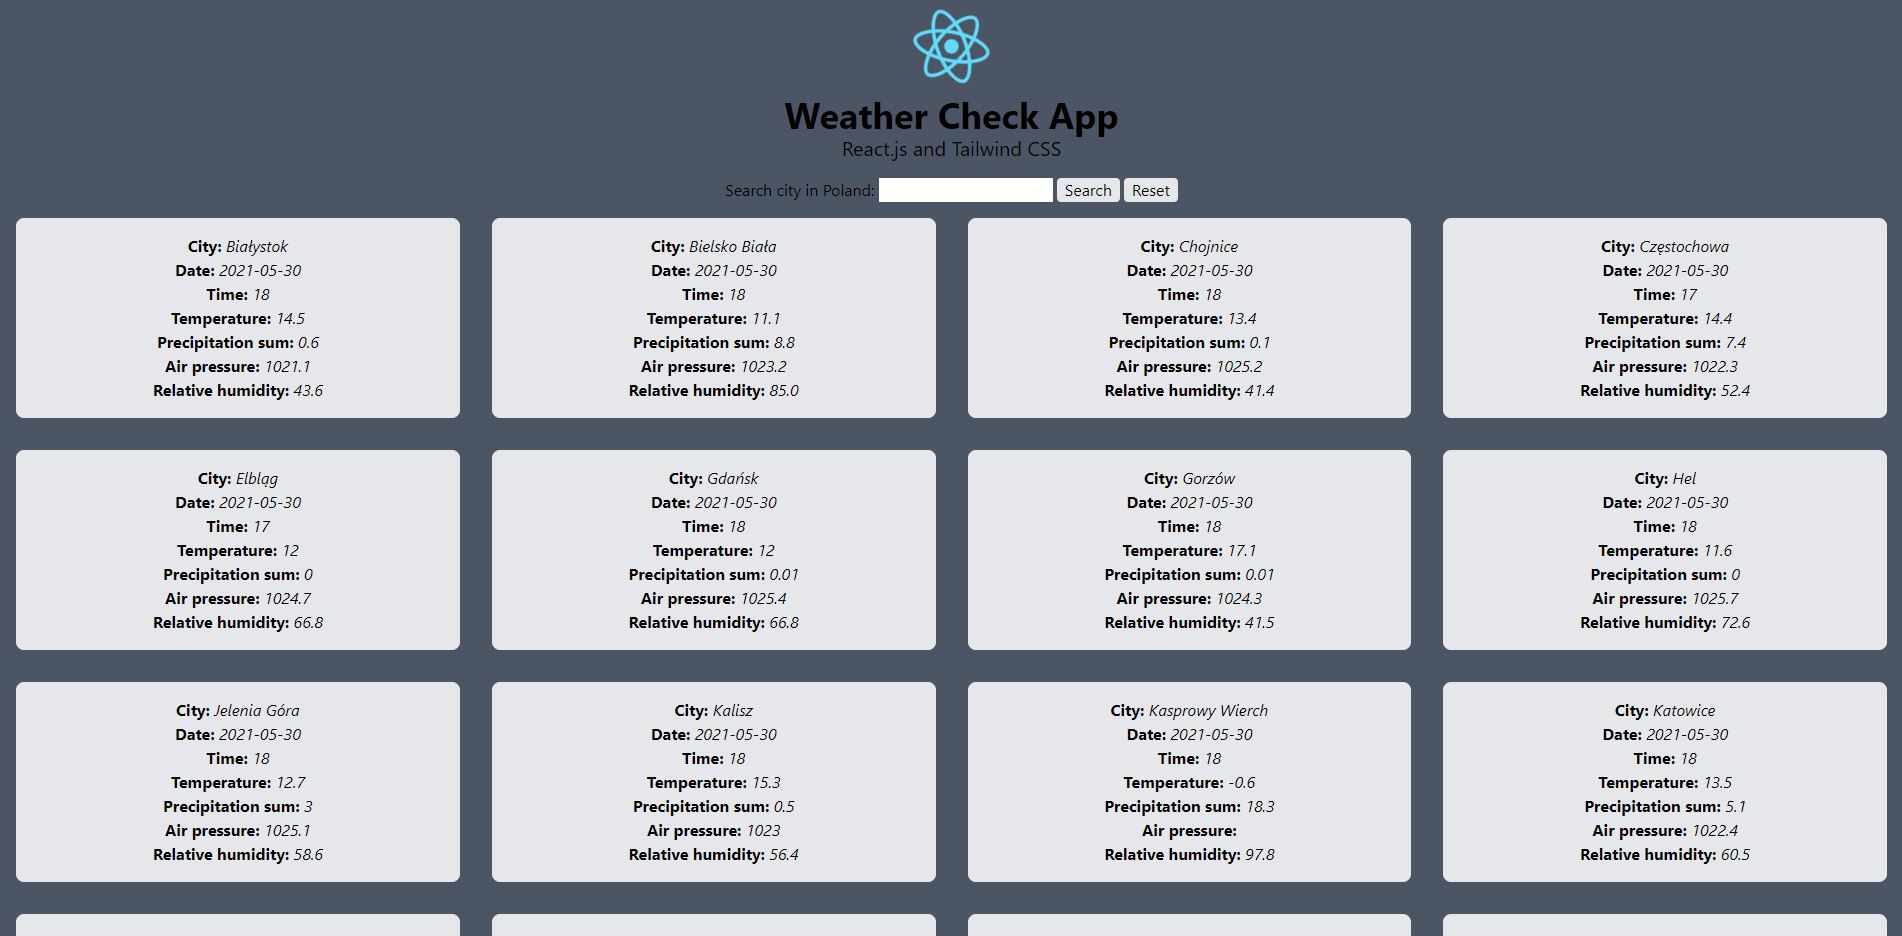 Weather Check App
React.js and Tailwind CSS
Search city in Poland: Search Reset
City: Białystok
Date: 2021-05-30
Time: 18
Temperature: 14.5
Precipitation sum: 0.6
Air pressure: 1021.1
Relative humidity: 43.6
City: Bielsko Biała
Date: 2021-05-30
Time: 18
Temperature: 11.1
Precipitation sum: 8.8
Air pressure: 1023.2
Relative humidity: 85.0
City: Chojnice
Date: 2021-05-30
Time: 18
Temperature: 13.4
Precipitation sum: 0.1
Air pressure: 1025.2
Relative humidity: 41.4
City: Częstochowa
Date: 2021-05-30
Time: 17
Temperature: 14.4
Precipitation sum: 7.4
Air pressure: 1022.3
Relative humidity: 52.4
City: Elbląg
Date: 2021-05-30
Time: 17
Temperature: 12
Precipitation sum: 0
Air pressure: 1024.7
Relative humidity: 66.8
City: Gdańsk
Date: 2021-05-30
Time: 18
Temperature: 12
Precipitation sum: 0.01
Air pressure: 1025.4
Relative humidity: 66.8
City: Gorzów
Date: 2021-05-30
Time: 18
Temperature: 17.1
Precipitation sum: 0.01
Air pressure: 1024.3
Relative humidity: 41.5
City: Hel
Date: 2021-05-30
Time: 18
Temperature: 11.6
Precipitation sum: 0
Air pressure: 1025.7
Relative humidity: 72.6
City: Jelenia Góra
Date: 2021-05-30
Time: 18
Temperature: 12.7
Precipitation sum: 3
Air pressure: 1025.1
Relative humidity: 58.6
City: Kalisz
Date: 2021-05-30
Time: 18
Temperature: 15.3
Precipitation sum: 0.5
Air pressure: 1023
Relative humidity: 56.4
City: Kasprowy Wierch
Date: 2021-05-30
Time: 18
Temperature: -0.6
Precipitation sum: 18.3
Air pressure:
Relative humidity: 97.8
City: Katowice
Date: 2021-05-30
Time: 18
Temperature: 13.5
Precipitation sum: 5.1
Air pressure: 1022.4
Relative humidity: 60.5